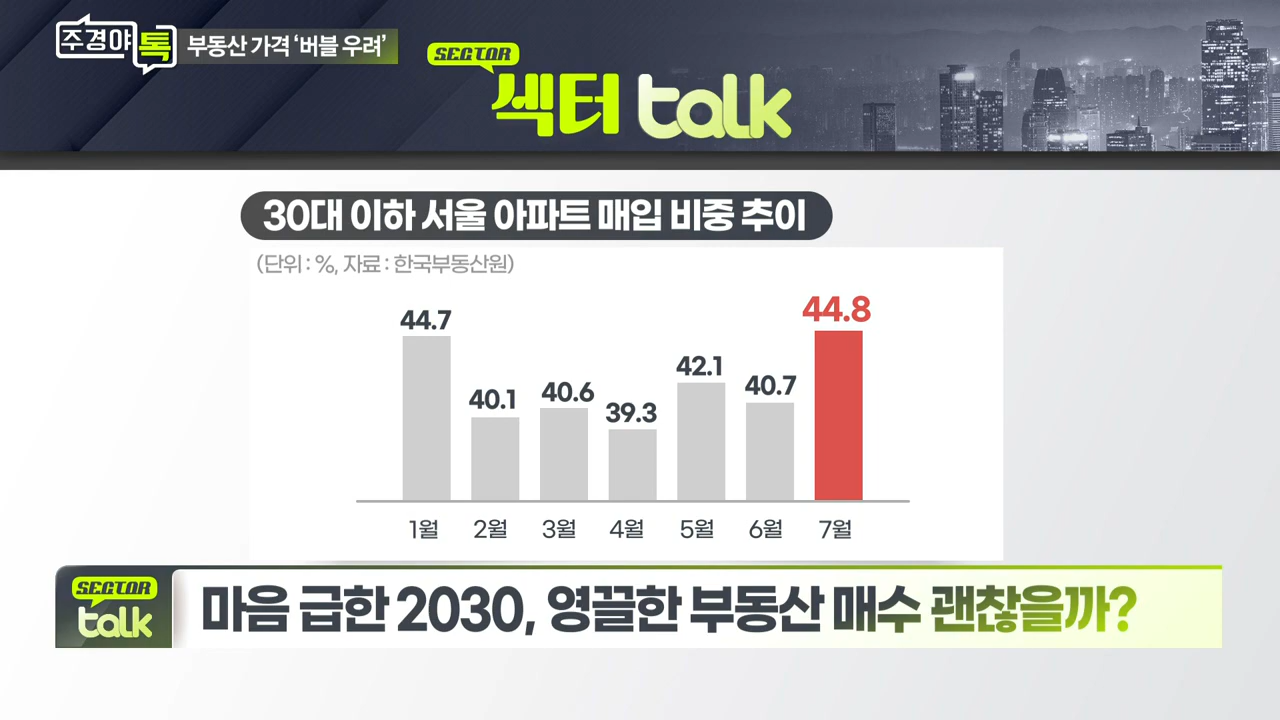 주경야톡
부동산 가격 ‘버블 우려’
SECTOR
섹터 talk
30대 이하 서울 아파트 매입 비중 추이
(단위 : %, 자료 : 한국부동산원)
44.7
40.1
40.6
39.3
42.1
40.7
44.8
1월
2월
3월
4월
5월
6월
7월
SECTOR
talk
마음 급한 2030, 영끌한 부동산 매수 괜찮을까?